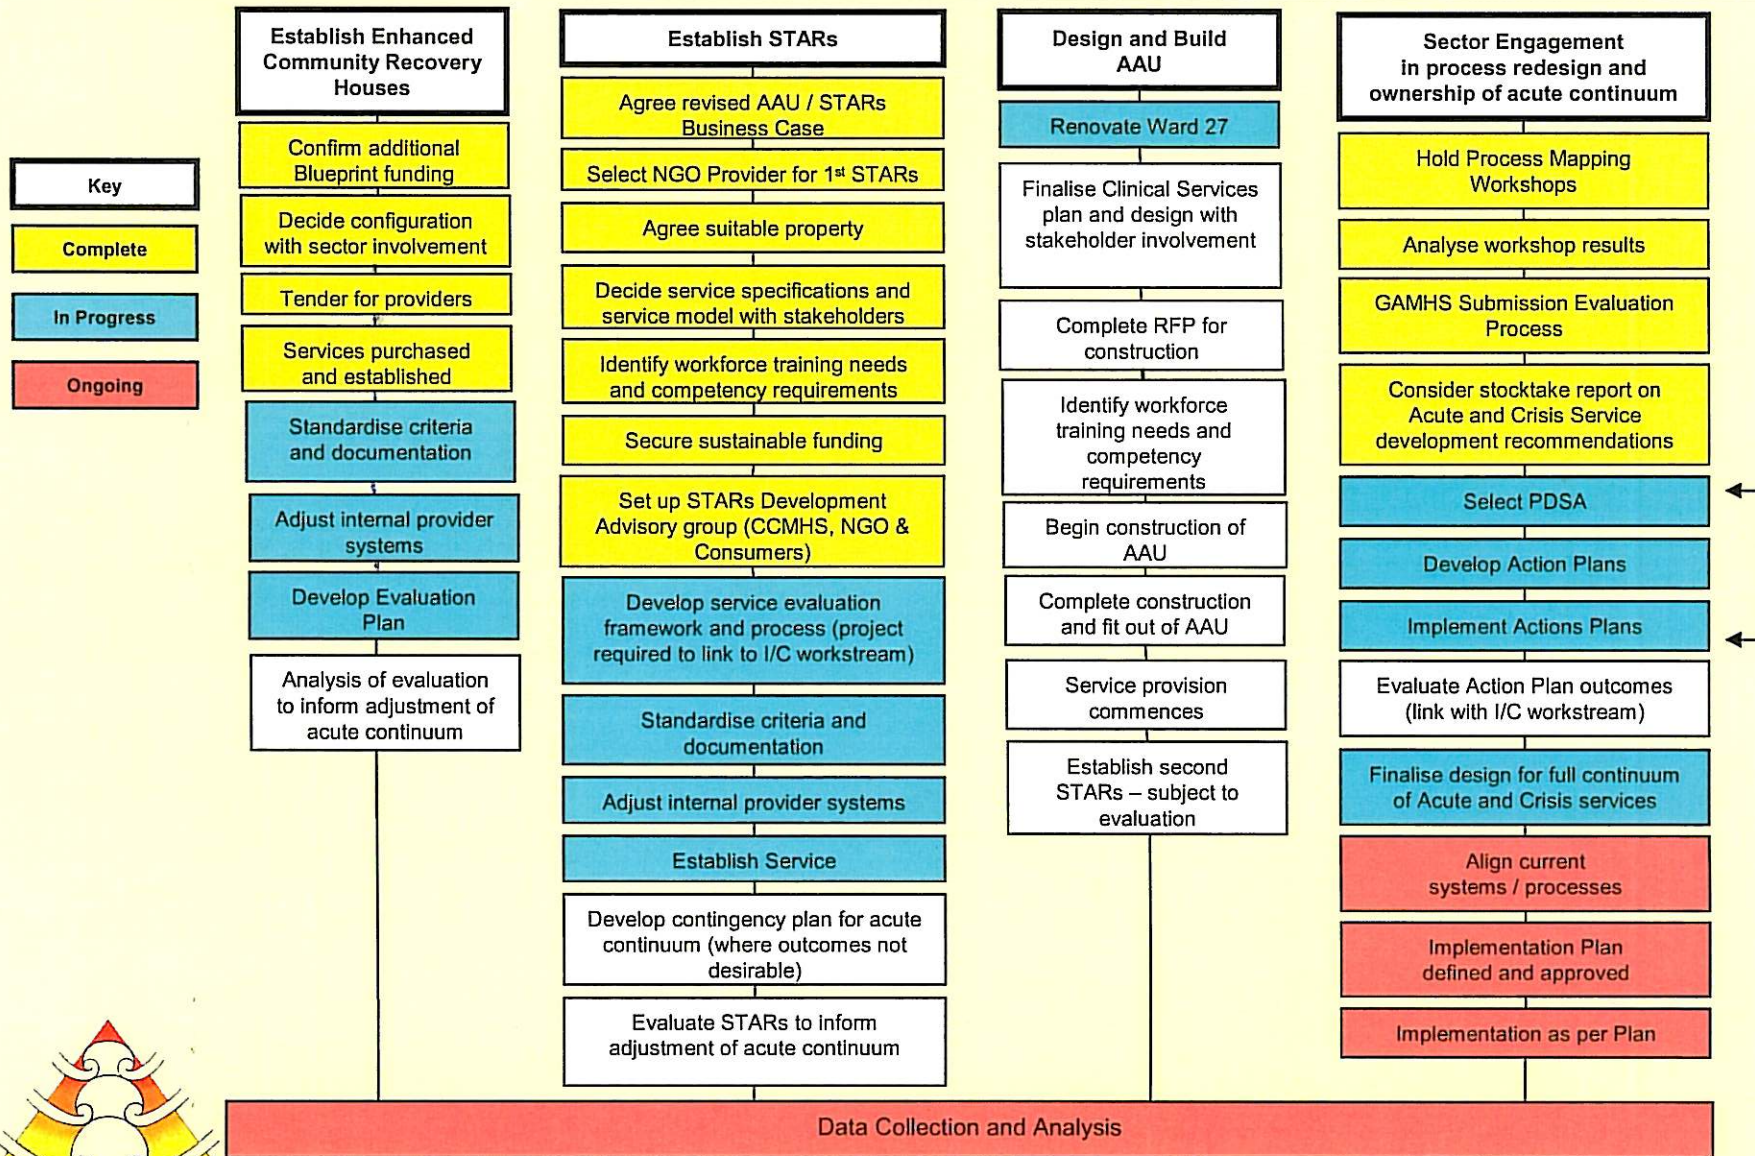 Key
Complete
In Progress
Ongoing
Establish Enhanced
Community Recovery
Houses
Confirm additional
Blueprint funding
Decide configuration
with sector involvement
Tender for providers
Services purchased
and established
Standardise criteria
and documentation
Adjust internal provider
systems
Develop Evaluation
Plan
Analysis of evaluation
to inform adjustment of
acute continuum
Establish STARs
Agree revised AAU / STARs
Business Case
Select NGO Provider for 1st STARs
Agree suitable property
Decide service specifications and
service model with stakeholders
Identify workforce training needs
and competency requirements
Secure sustainable funding
Set up STARs Development
Advisory group (CCMHS, NGO &
Consumers)
Develop service evaluation
framework and process (project
required to link to I/C workstream)
Standardise criteria and
documentation
Adjust internal provider systems
Establish Service
Develop contingency plan for acute
continuum (where outcomes not
desirable)
Evaluate STARs to inform
adjustment of acute continuum
Design and Build
AAU
Renovate Ward 27
Finalise Clinical Services
plan and design with
stakeholder involvement
Complete RFP for
construction
Identify workforce
training needs and
competency
requirements
Begin construction of
AAU
Complete construction
and fit out of AAU
Service provision
commences
Establish second
STARs – subject to
evaluation
Sector Engagement
in process redesign and
ownership of acute continuum
Hold Process Mapping
Workshops
Analyse workshop results
GAMHS Submission Evaluation
Process
Consider stocktake report on
Acute and Crisis Service
development recommendations
Select PDSA
Develop Action Plans
Implement Actions Plans
Evaluate Action Plan outcomes
(link with I/C workstream)
Finalise design for full continuum
of Acute and Crisis services
Align current
systems / processes
Implementation Plan
defined and approved
Implementation as per Plan
Data Collection and Analysis